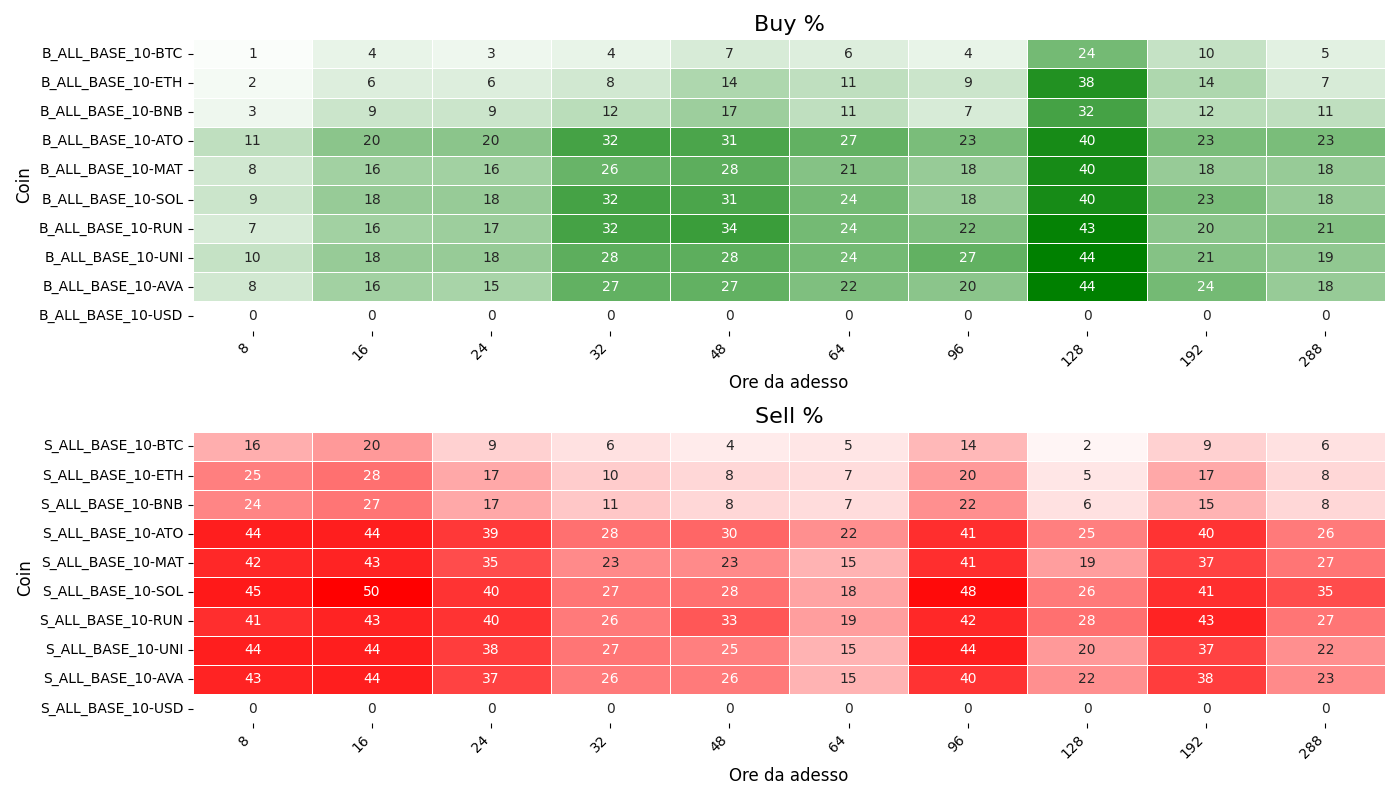 Buy %
Coin
B_ALL_BASE_10-BTC 1 4 3 4 7 6 4 24 10 5
B_ALL_BASE_10-ETH 2 6 6 8 14 11 9 38 14 7
B_ALL_BASE_10-BNB 3 9 9 12 17 11 7 32 12 11
B_ALL_BASE_10-ATO 11 20 20 32 31 27 23 40 23 23
B_ALL_BASE_10-MAT 8 16 16 26 28 21 18 40 18 18
B_ALL_BASE_10-SOL 9 18 18 32 31 24 18 40 23 18
B_ALL_BASE_10-RUN 7 16 17 32 34 24 22 43 20 21
B_ALL_BASE_10-UNI 10 18 18 28 28 24 27 44 21 19
B_ALL_BASE_10-AVA 8 16 15 27 27 22 20 44 24 18
B_ALL_BASE_10-USD 0 0 0 0 0 0 0 0 0 0
8 16 24 32 48 64 96 128 192 288
Ore da adesso
Sell %
Coin
S_ALL_BASE_10-BTC 16 20 9 6 4 5 14 2 9 6
S_ALL_BASE_10-ETH 25 28 17 10 8 7 20 5 17 8
S_ALL_BASE_10-BNB 24 27 17 11 8 7 22 6 15 8
S_ALL_BASE_10-ATO 44 44 39 28 30 22 41 25 40 26
S_ALL_BASE_10-MAT 42 43 35 23 23 15 41 19 37 27
S_ALL_BASE_10-SOL 45 50 40 27 28 18 48 26 41 35
S_ALL_BASE_10-RUN 41 43 40 26 33 19 42 28 43 27
S_ALL_BASE_10-UNI 44 44 38 27 25 15 44 20 37 22
S_ALL_BASE_10-AVA 43 44 37 26 26 15 40 22 38 23
S_ALL_BASE_10-USD 0 0 0 0 0 0 0 0 0 0
8 16 24 32 48 64 96 128 192 288
Ore da adesso